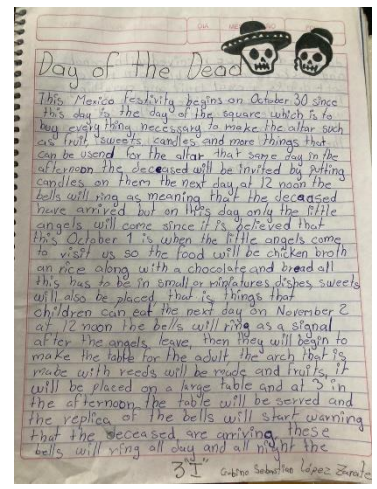 Day of the Dead
This Mexico Festivity begins on October 30 since
this day is the day of the square which is to
buy everything necessary to make the altar such
as fruit sweets, candles and more things that
can be usend for the altar that same day in the
afternoon the deceased will be invited by putting
candles on them the next day at 12 noon the
bells will ring as meaning that the deceased
have arrived but on this day only the little
angels will come since it is believed that
this October 1 is when the little angels come
to visit us so the food will be chicken broth
an rice along with a chocolate and bread all
this has to be in small or miniatures dishes sweets
will also be placed, that is, things that
children can eat the next day on November 2
at 12 noon the bells will ring as a signal
after the angels leave, then they will begin to
make the table for the adult, the arch that is
made with reeds will be made and fruits, it
will be placed on a large table and at 3 in
the afternoon the table will be served and
the replica of the bells will start warning
that the deceased are arriving these
bells will ring all day and all night the
3°"I" Gabino Sebastian López Zarate